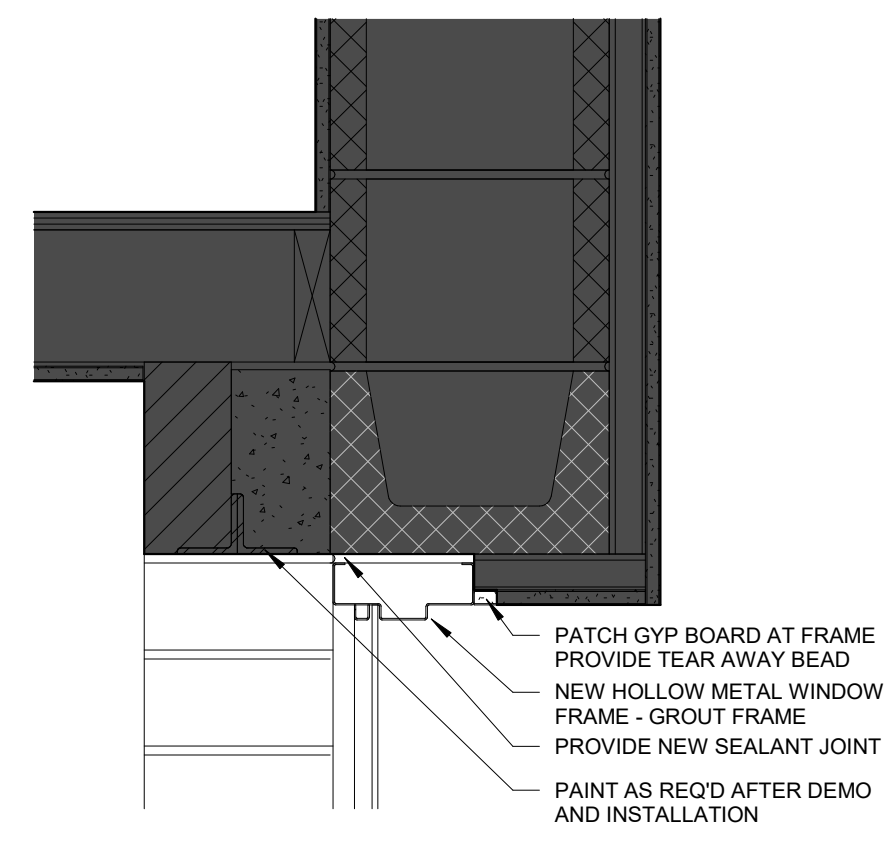 PATCH GYP BOARD AT FRAME
PROVIDE TEAR AWAY BEAD
NEW HOLLOW METAL WINDOW
FRAME - GROUT FRAME
PROVIDE NEW SEALANT JOINT
PAINT AS REQ'D AFTER DEMO
AND INSTALLATION